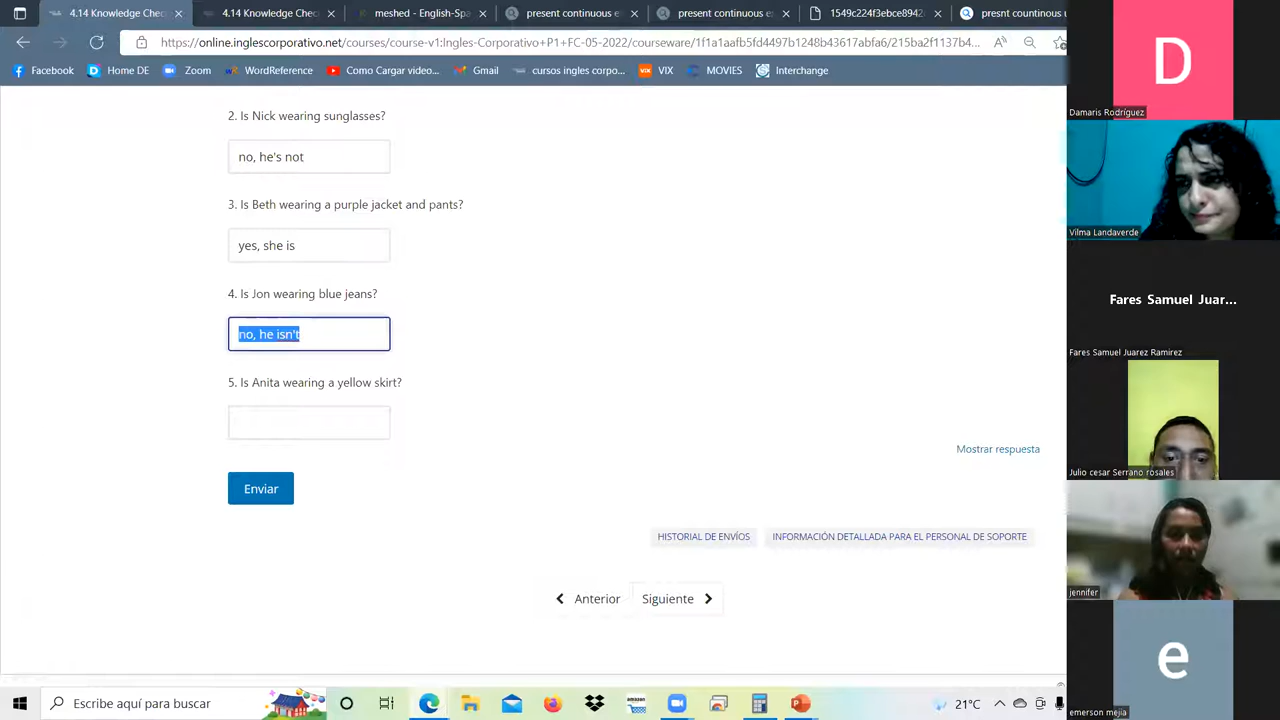 4.14 Knowledge Check
4.14 Knowledge Check
meshed - English-Spa
present continuous e
present continuous es
1549c224f3ebce8942
presnt countinous
https://online.inglescorporativo.net/courses/course-v1:Ingles-Corporativo+P1+FC-05-2022/courseware/1f1a1aafb5fd4497b1248b43617abfa6/215ba2f1137b4...
Facebook
Home DE
Zoom
WordReference
Como Cargar video...
Gmail
cursos ingles corpo...
VIX
MOVIES
Interchange
2. Is Nick wearing sunglasses?
no, he's not
3. Is Beth wearing a purple jacket and pants?
yes, she is
4. Is Jon wearing blue jeans?
no, he isn't
5. Is Anita wearing a yellow skirt?
Mostrar respuesta
Enviar
HISTORIAL DE ENVÍOS
INFORMACIÓN DETALLADA PARA EL PERSONAL DE SOPORTE
Anterior
Siguiente
D
Damaris Rodríguez
Vilma Landaverde
Fares Samuel Juar...
Fares Samuel Juarez Ramirez
Julio cesar Serrano rosales
jennifer
e
emerson mejia
Escribe aquí para buscar
amazon
21°C